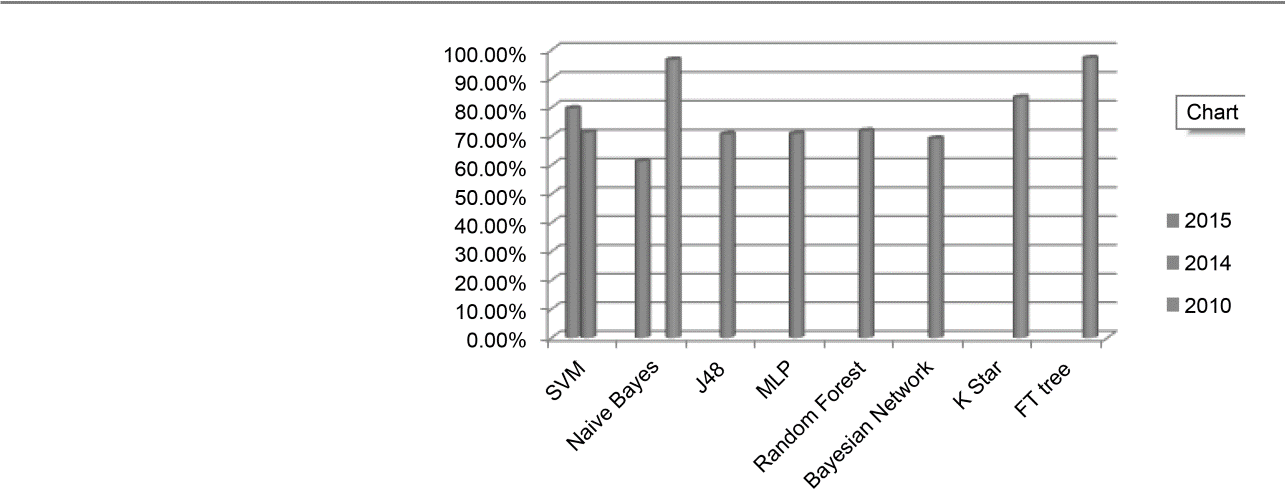 100.00%
90.00%
80.00%
70.00%
60.00%
50.00%
40.00%
30.00%
20.00%
10.00%
0.00%
SVM
Naive Bayes
J48
MLP
Random Forest
Bayesian Network
K Star
FT tree
Chart
2015
2014
2010